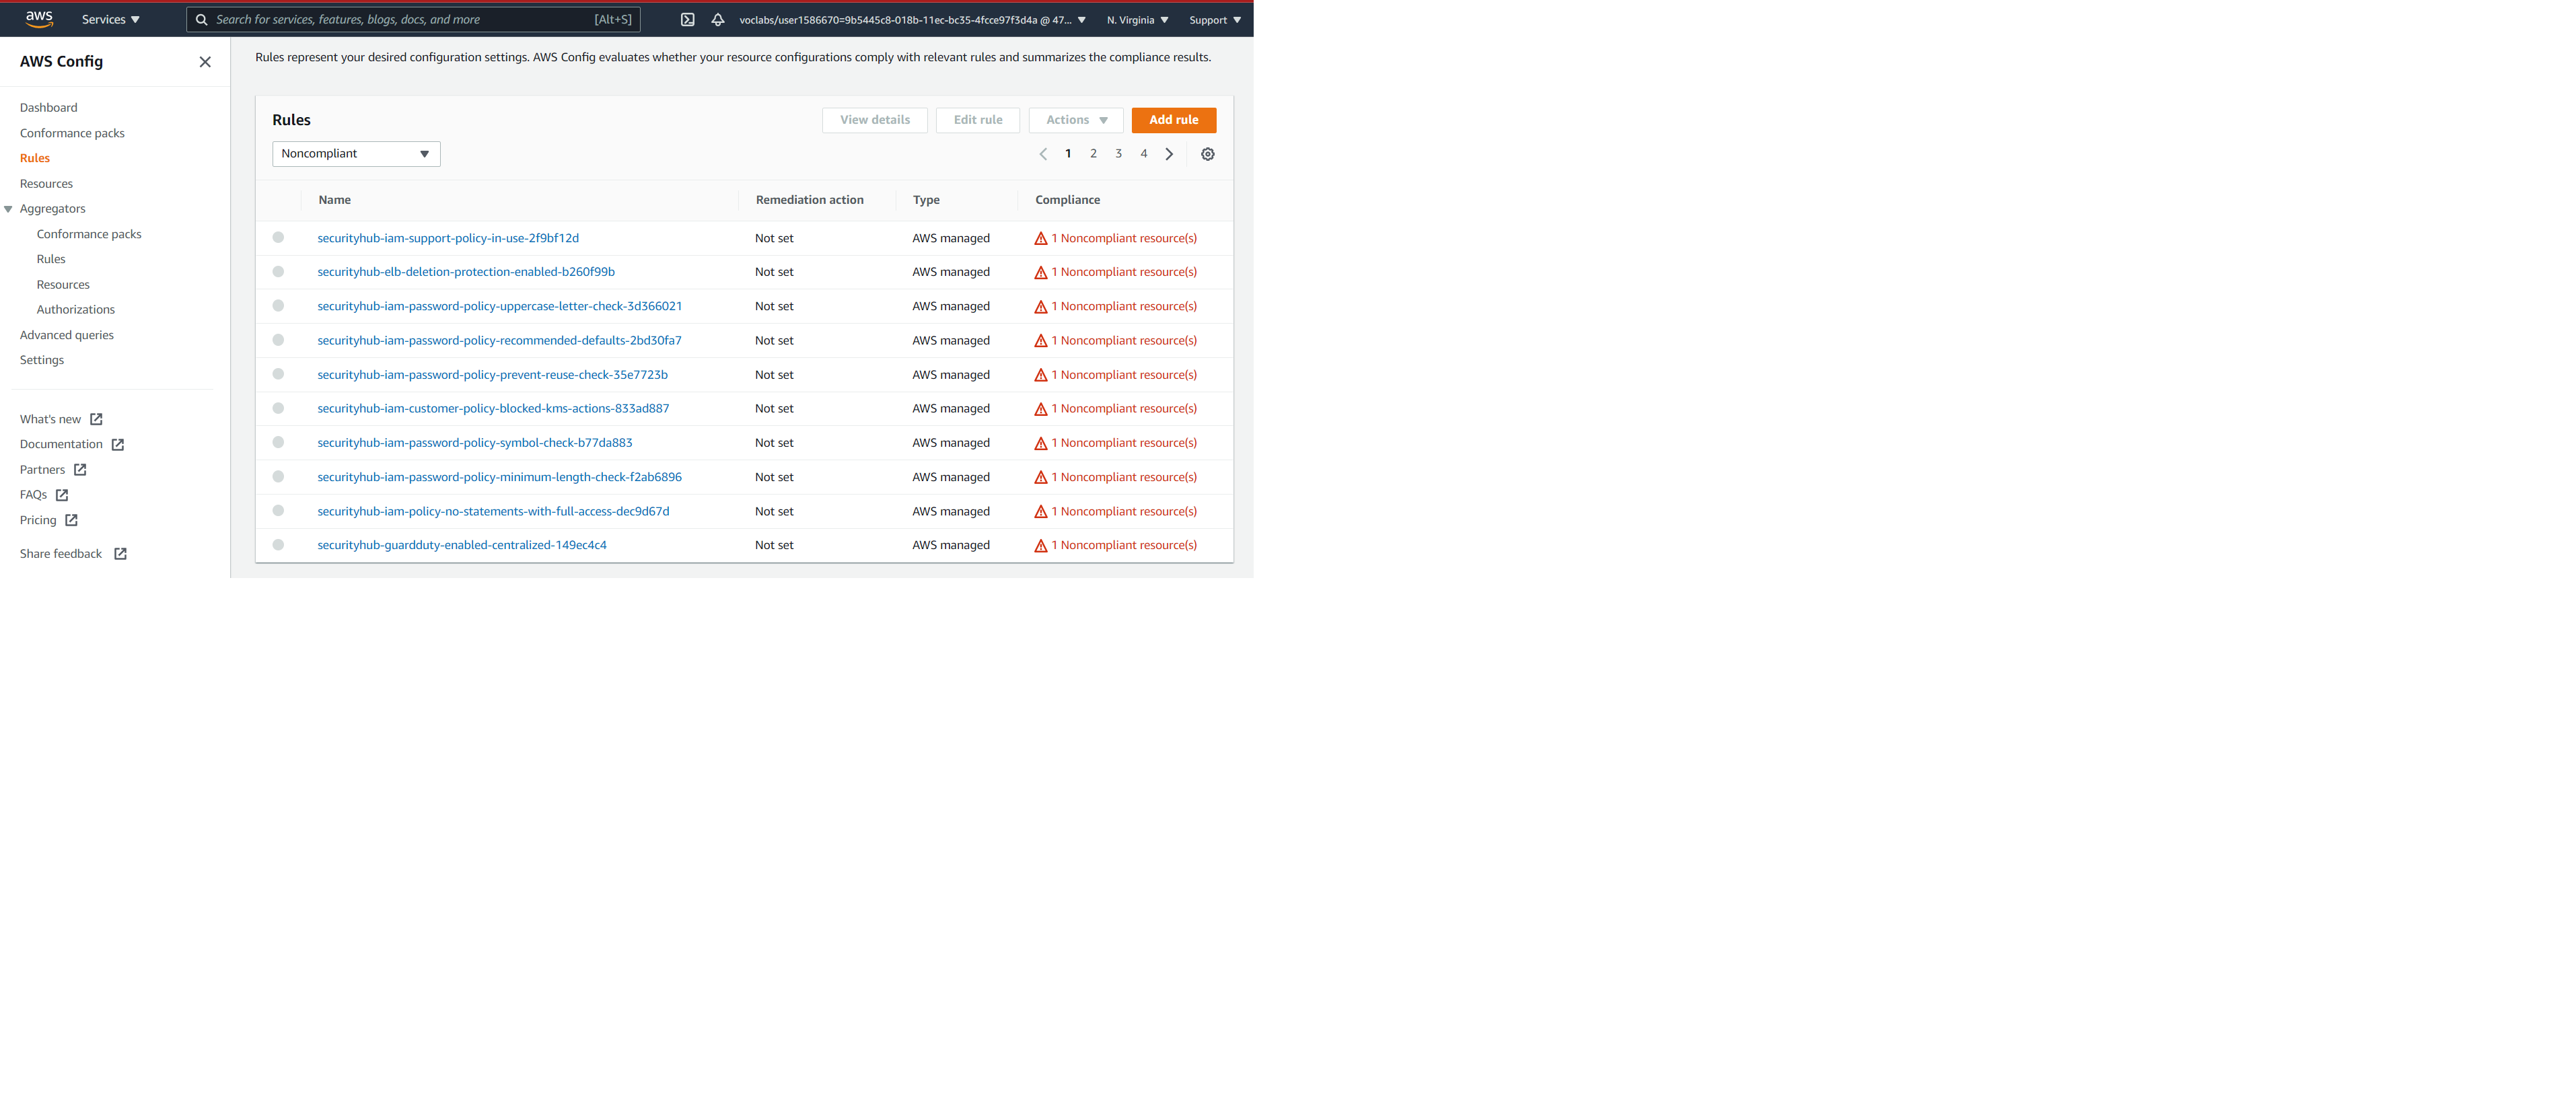 aws Services Search for services, features, blogs, docs, and more [Alt+S] voclabs/user1586670=9b5445c8-018b-11ec-bc35-4fcce97f3d4a @ 47... N. Virginia Support
AWS Config
Dashboard
Conformance packs
Rules
Resources
Aggregators
Conformance packs
Rules
Resources
Authorizations
Advanced queries
Settings
What's new
Documentation
Partners
FAQs
Pricing
Share feedback
Rules represent your desired configuration settings. AWS Config evaluates whether your resource configurations comply with relevant rules and summarizes the compliance results.
Rules View details Edit rule Actions Add rule
Noncompliant 1 2 3 4
Name Remediation action Type Compliance
securityhub-iam-support-policy-in-use-2f9bf12d Not set AWS managed 1 Noncompliant resource(s)
securityhub-elb-deletion-protection-enabled-b260f99b Not set AWS managed 1 Noncompliant resource(s)
securityhub-iam-password-policy-uppercase-letter-check-3d366021 Not set AWS managed 1 Noncompliant resource(s)
securityhub-iam-password-policy-recommended-defaults-2bd30fa7 Not set AWS managed 1 Noncompliant resource(s)
securityhub-iam-password-policy-prevent-reuse-check-35e7723b Not set AWS managed 1 Noncompliant resource(s)
securityhub-iam-customer-policy-blocked-kms-actions-833ad887 Not set AWS managed 1 Noncompliant resource(s)
securityhub-iam-password-policy-symbol-check-b77da883 Not set AWS managed 1 Noncompliant resource(s)
securityhub-iam-password-policy-minimum-length-check-f2ab6896 Not set AWS managed 1 Noncompliant resource(s)
securityhub-iam-policy-no-statements-with-full-access-dec9d67d Not set AWS managed 1 Noncompliant resource(s)
securityhub-guardduty-enabled-centralized-149ec4c4 Not set AWS managed 1 Noncompliant resource(s)